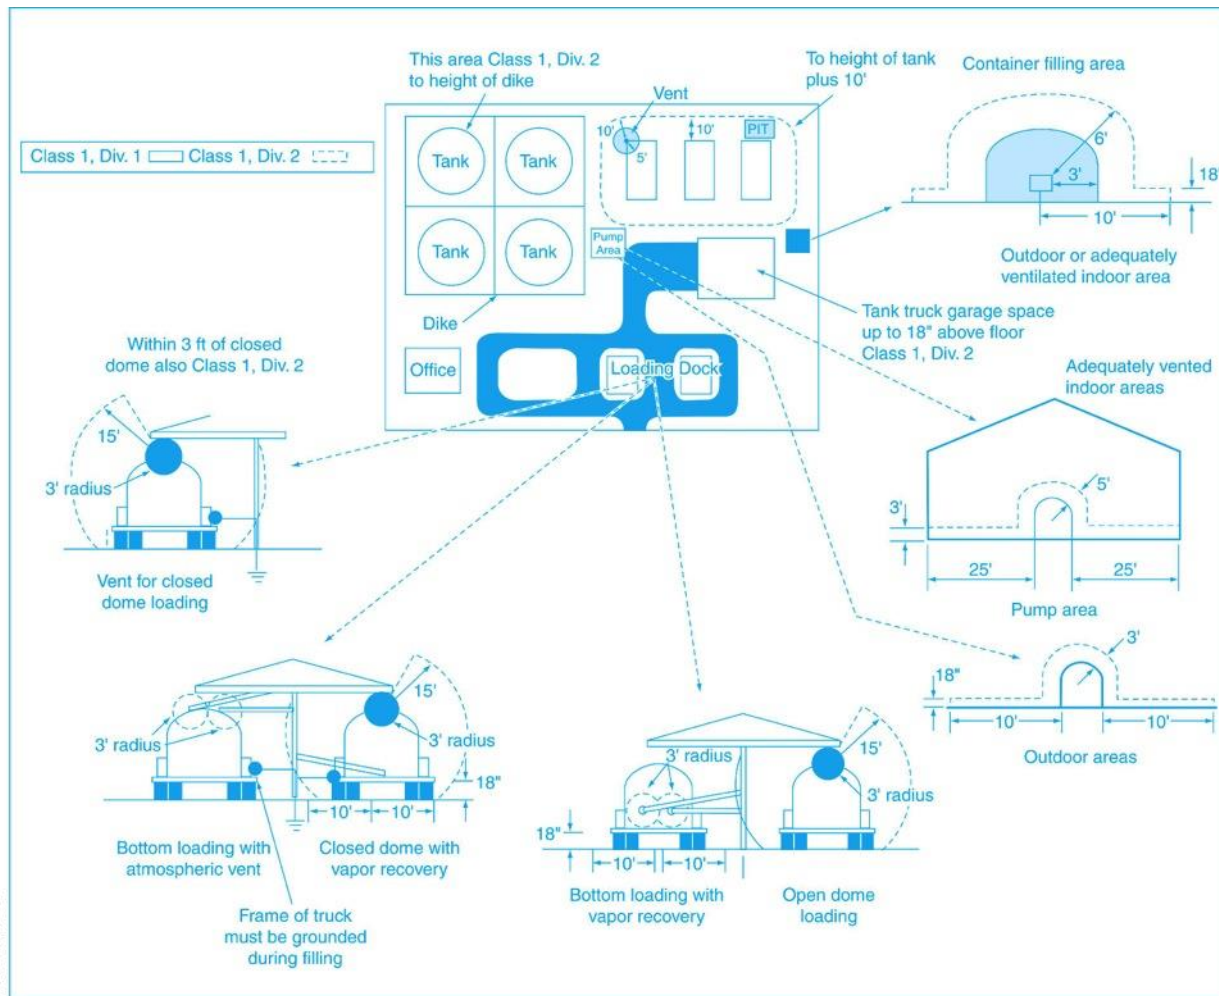 This area Class 1, Div. 2
to height of dike
To height of tank
plus 10'
Container filling area
Vent
10'
5'
10'
PIT
Class 1, Div. 1
Class 1, Div. 2
Tank
Tank
Tank
Tank
Pump
Area
6'
3'
18"
10'
Outdoor or adequately
ventilated indoor area
Dike
Office
Loading Dock
Tank truck garage space
up to 18" above floor
Class 1, Div. 2
Within 3 ft of closed
dome also Class 1, Div. 2
15'
3' radius
Vent for closed
dome loading
Adequately vented
indoor areas
5'
3'
25'
25'
Pump area
3'
18"
10'
10'
Outdoor areas
15'
3' radius
3' radius
18"
10'
10'
Bottom loading with
atmospheric vent
Closed dome with
vapor recovery
Frame of truck
must be grounded
during filling
3' radius
15'
3' radius
18"
10'
10'
Bottom loading with
vapor recovery
Open dome
loading